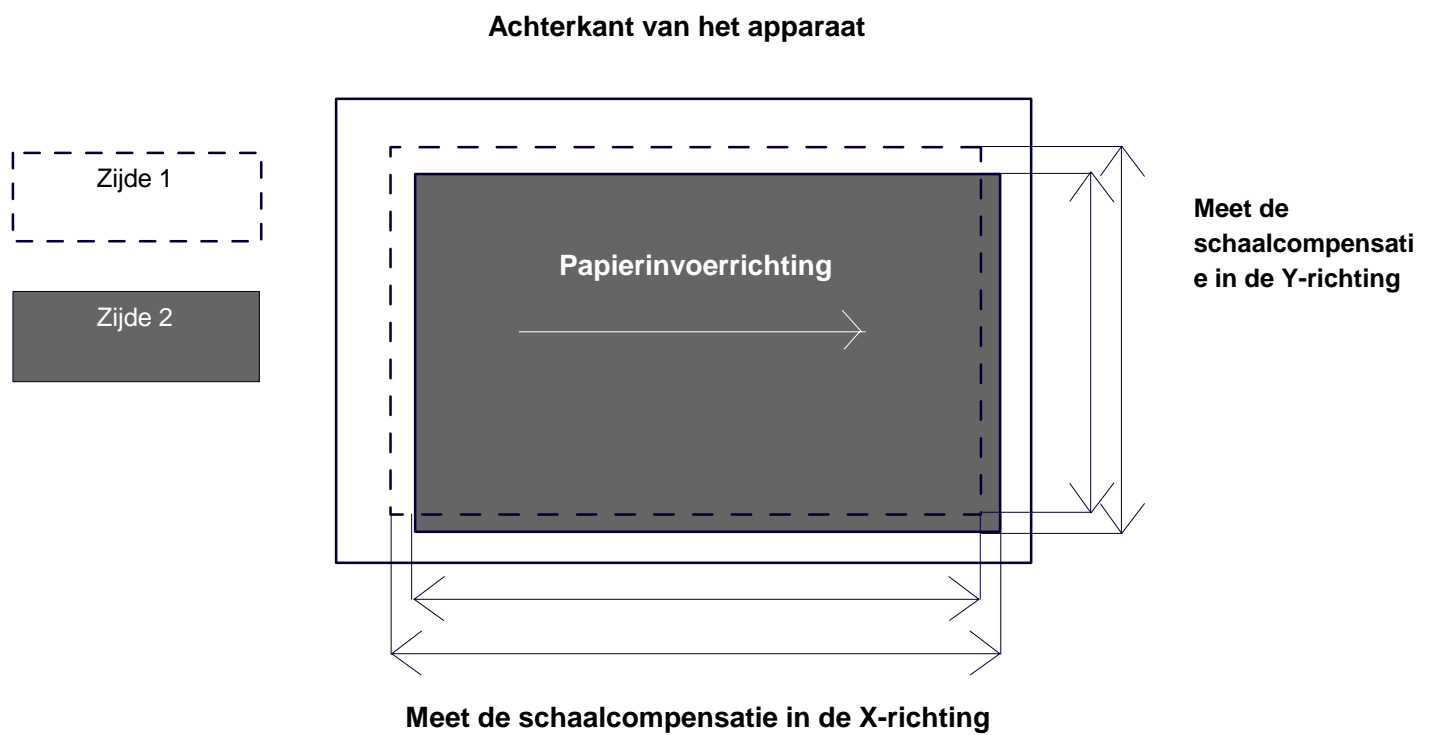 Achterkant van het apparaat
Zijde 1
Zijde 2
Papierinvoerrichting
Meet de
schaalcompensati
e in de Y-richting
Meet de schaalcompensatie in de X-richting